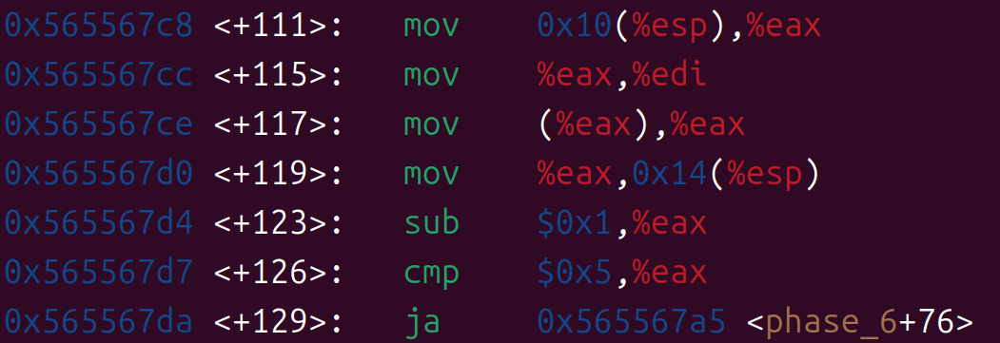 0x565567c8 <+111>: mov 0x10(%esp),%eax
0x565567cc <+115>: mov %eax,%edi
0x565567ce <+117>: mov (%eax),%eax
0x565567d0 <+119>: mov %eax,0x14(%esp)
0x565567d4 <+123>: sub $0x1,%eax
0x565567d7 <+126>: cmp $0x5,%eax
0x565567da <+129>: ja 0x565567a5 <phase_6+76>